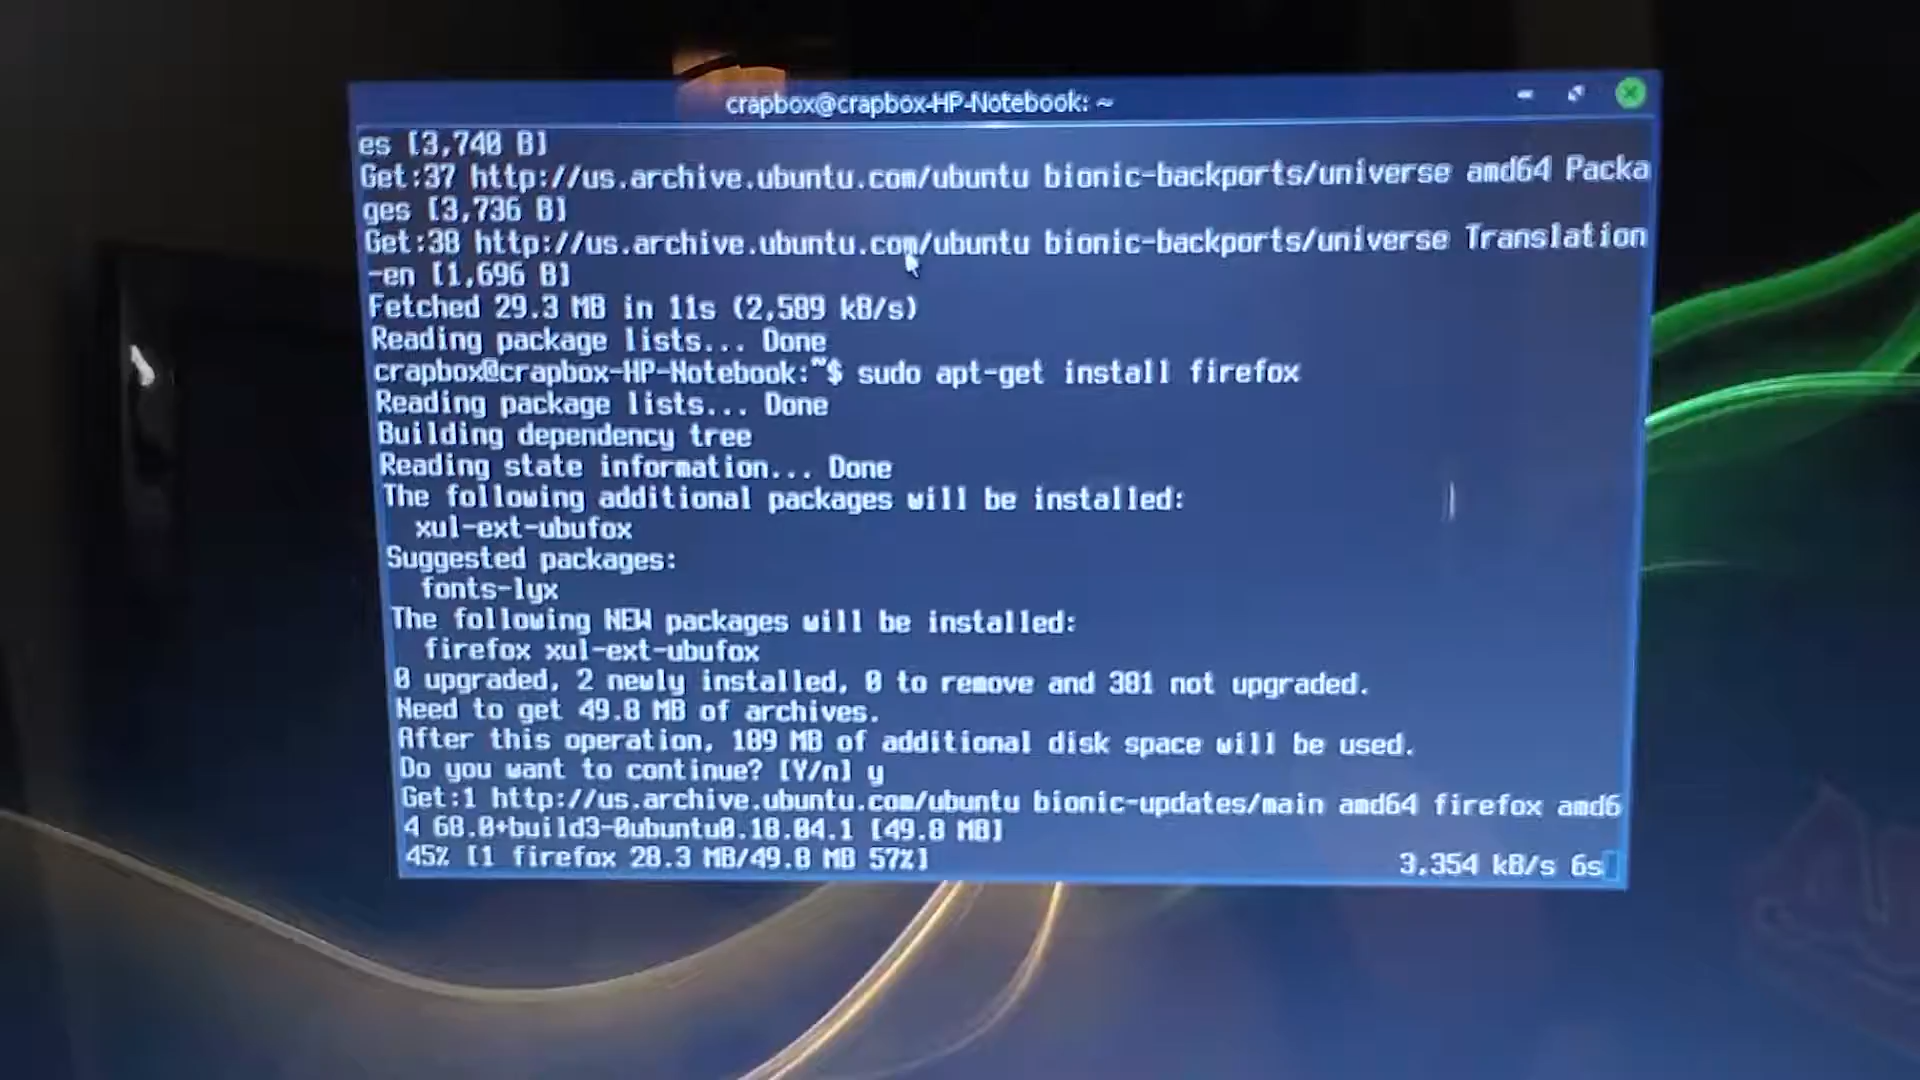 crapbox@crapbox-HP-Notebook: ~
es [3,740 B]
Get:37 http://us.archive.ubuntu.com/ubuntu bionic-backports/universe amd64 Packa
ges [3,736 B]
Get:38 http://us.archive.ubuntu.com/ubuntu bionic-backports/universe Translation
-en [1,696 B]
Fetched 29.3 MB in 11s (2,589 kB/s)
Reading package lists... Done
crapbox@crapbox-HP-Notebook:~$ sudo apt-get install firefox
Reading package lists... Done
Building dependency tree
Reading state information... Done
The following additional packages will be installed:
xul-ext-ubufox
Suggested packages:
fonts-lyx
The following NEW packages will be installed:
firefox xul-ext-ubufox
0 upgraded, 2 newly installed, 0 to remove and 301 not upgraded.
Need to get 49.8 MB of archives.
After this operation, 189 MB of additional disk space will be used.
Do you want to continue? [Y/n] y
Get:1 http://us.archive.ubuntu.com/ubuntu bionic-updates/main amd64 firefox amd6
4 68.0+build3-0ubuntu0.18.04.1 [49.8 MB]
45% [1 firefox 28.3 MB/49.8 MB 57%] 3,354 kB/s 6s